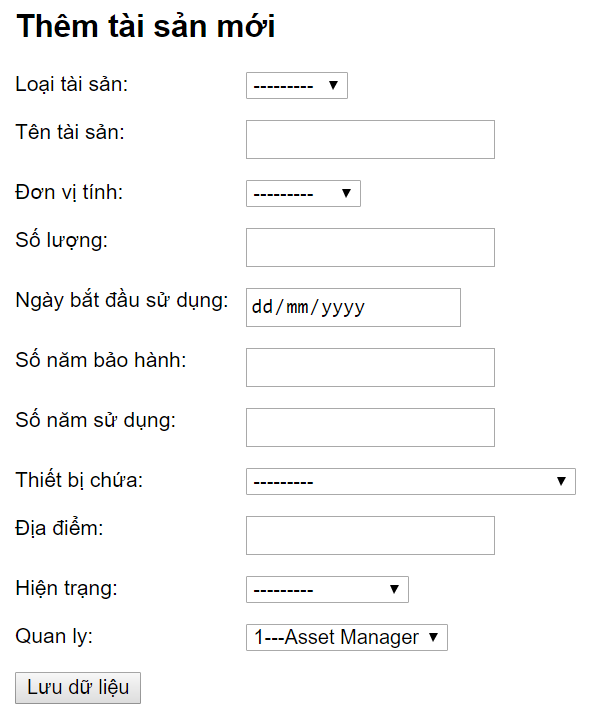 Thêm tài sản mới
Loại tài sản: ---------
Tên tài sản:
Đơn vị tính: ---------
Số lượng:
Ngày bắt đầu sử dụng: dd/mm/yyyy
Số năm bảo hành:
Số năm sử dụng:
Thiết bị chứa: ---------
Địa điểm:
Hiện trạng: ---------
Quan ly: 1---Asset Manager
Lưu dữ liệu